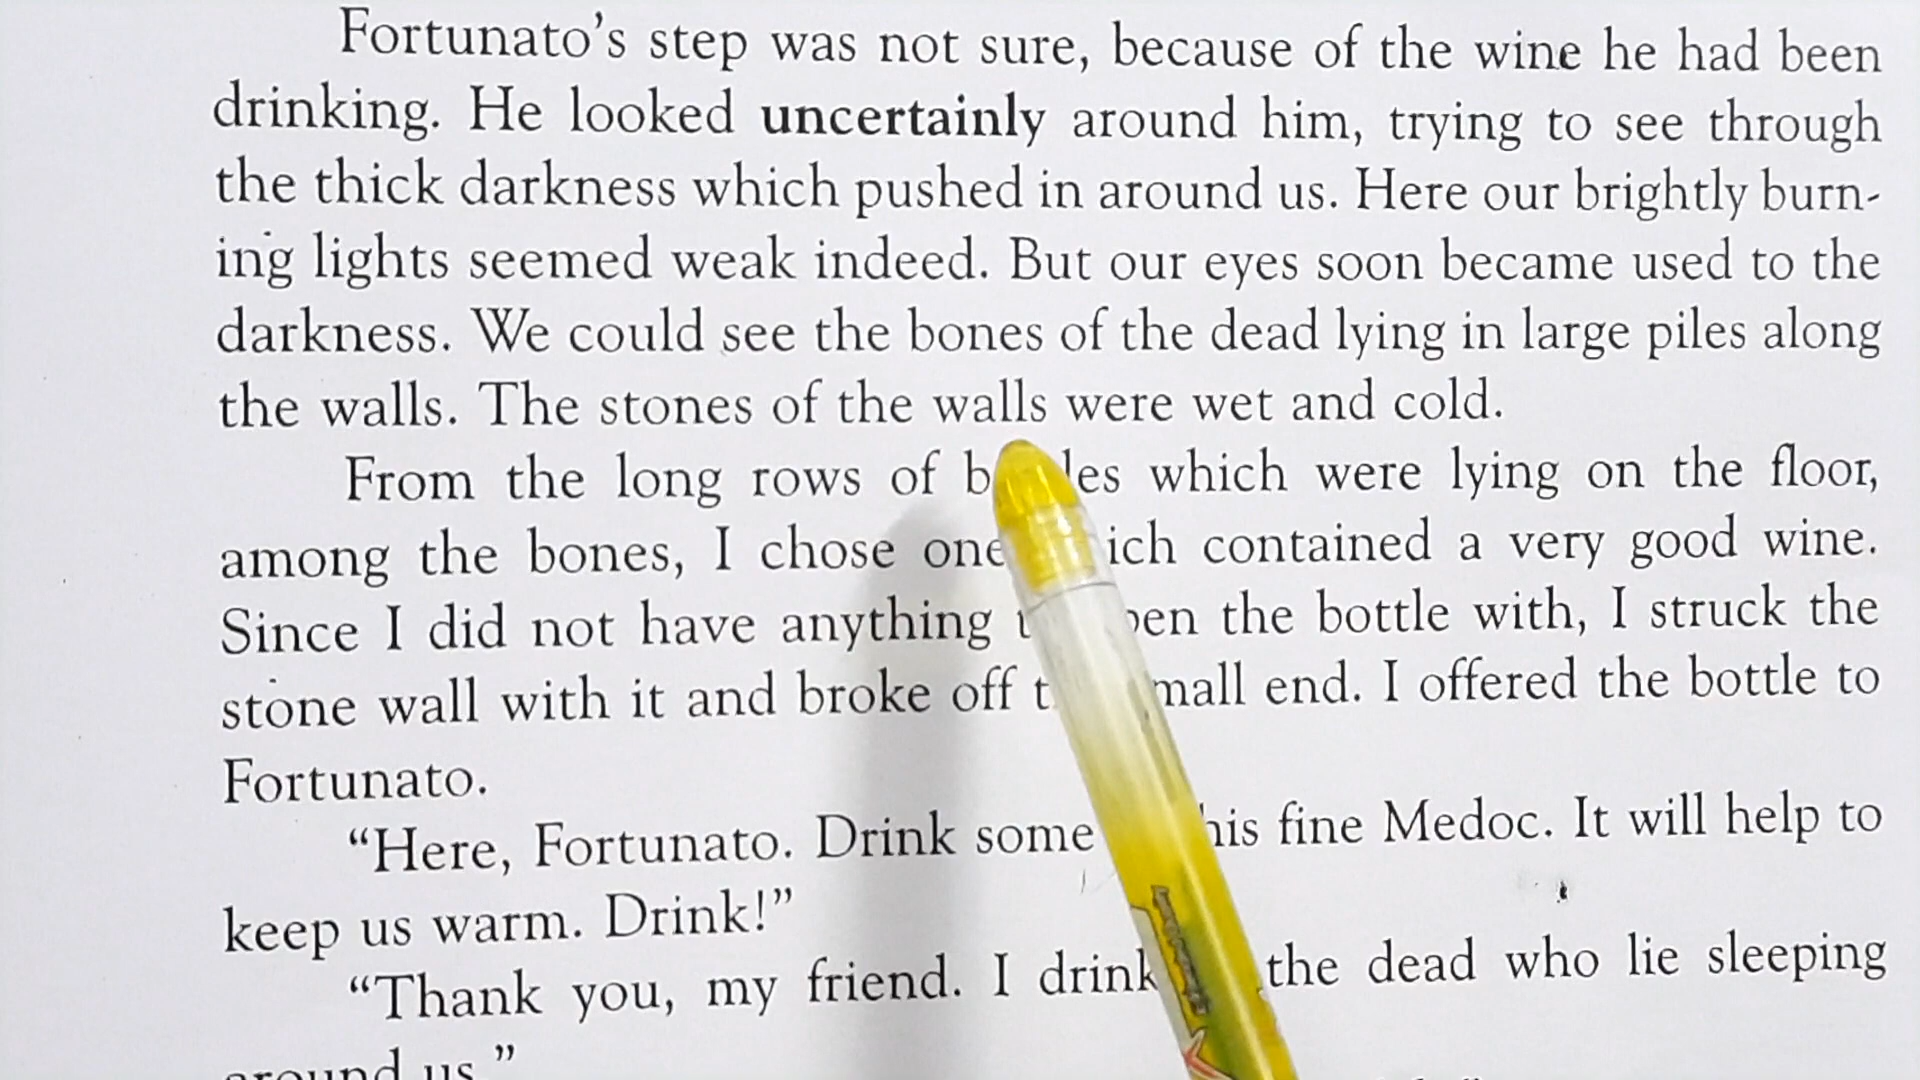 Fortunato’s step was not sure, because of the wine he had been
drinking. He looked uncertainly around him, trying to see through
the thick darkness which pushed in around us. Here our brightly burn-
ing lights seemed weak indeed. But our eyes soon became used to the
darkness. We could see the bones of the dead lying in large piles along
the walls. The stones of the walls were wet and cold.
From the long rows of which were lying on the floor,
among the bones, I chose one contained a very good wine.
Since I did not have anything the bottle with, I struck the
stone wall with it and broke off end. I offered the bottle to
Fortunato.
“Here, Fortunato. Drink some fine Medoc. It will help to
keep us warm. Drink!”
“Thank you, my friend. I drink the dead who lie sleeping
around us.”